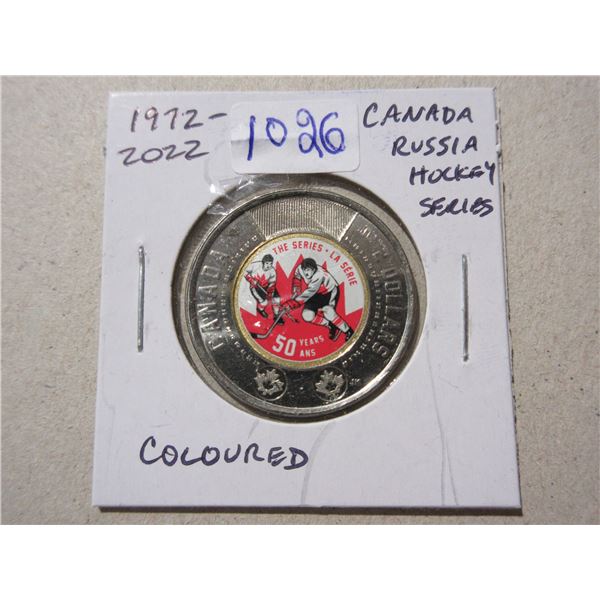 1972-
2022
1026
CANADA
RUSSIA
HOCKEY
SERIES
THE SERIES • LA SÉRIE
50 YEARS
ANS
CANADA
DOLLARS
COLOURED